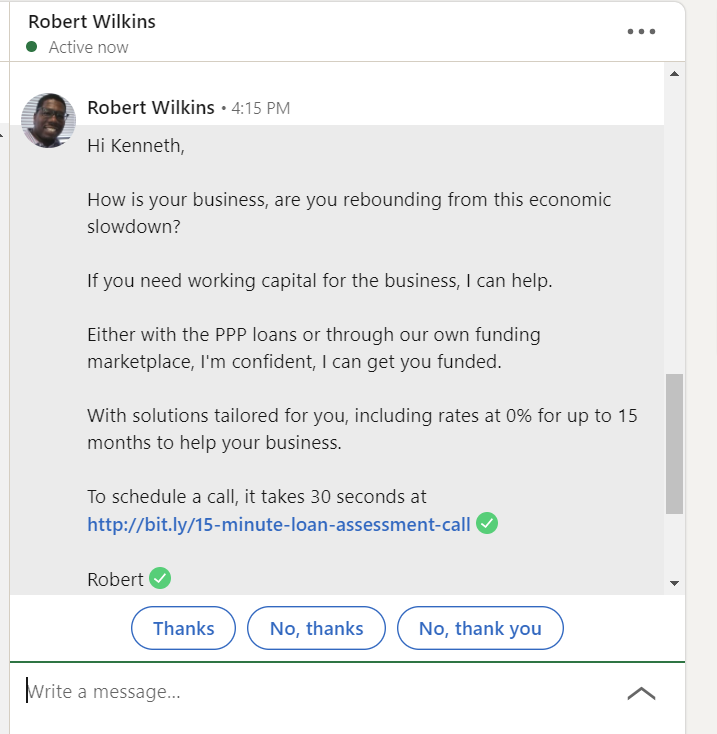 Robert Wilkins
Active now
Robert Wilkins • 4:15 PM
Hi Kenneth,
How is your business, are you rebounding from this economic
slowdown?
If you need working capital for the business, I can help.
Either with the PPP loans or through our own funding
marketplace, I'm confident, I can get you funded.
With solutions tailored for you, including rates at 0% for up to 15
months to help your business.
To schedule a call, it takes 30 seconds at
http://bit.ly/15-minute-loan-assessment-call
Robert
Thanks
No, thanks
No, thank you
Write a message...